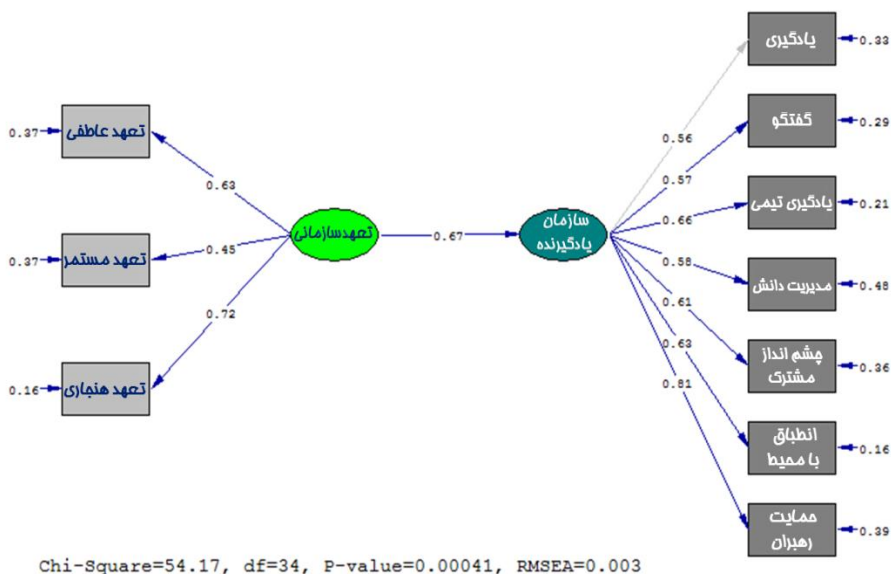 یادگیری
0.33
گفتگو
0.29
یادگیری تیمی
0.21
مدیریت دانش
0.48
چشم انداز
مشترک
0.36
انطباق
با محیط
0.16
حمایت
رهبران
0.39
0.56
0.57
0.66
0.58
0.61
0.63
0.81
سازمان
یادگیرنده
0.67
تعهدسازمانی
0.63
0.45
0.72
تعهد عاطفی
0.37
تعهد مستمر
0.37
تعهد هنجاری
0.16
Chi-Square=54.17, df=34, P-value=0.00041, RMSEA=0.003